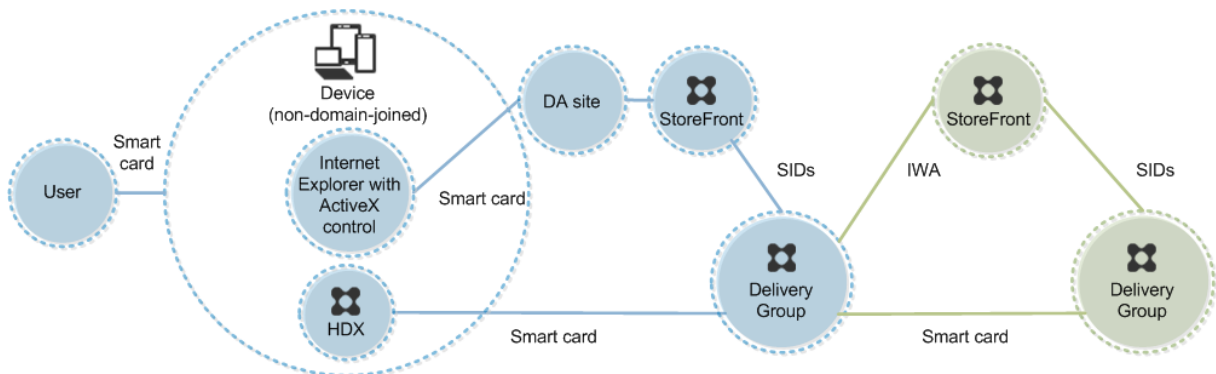 User
Smart
card
Device
(non-domain-joined)
Internet
Explorer with
ActiveX
control
HDX
Smart card
DA site
StoreFront
SIDs
Smart card
Delivery
Group
IWA
StoreFront
SIDs
Smart card
Delivery
Group